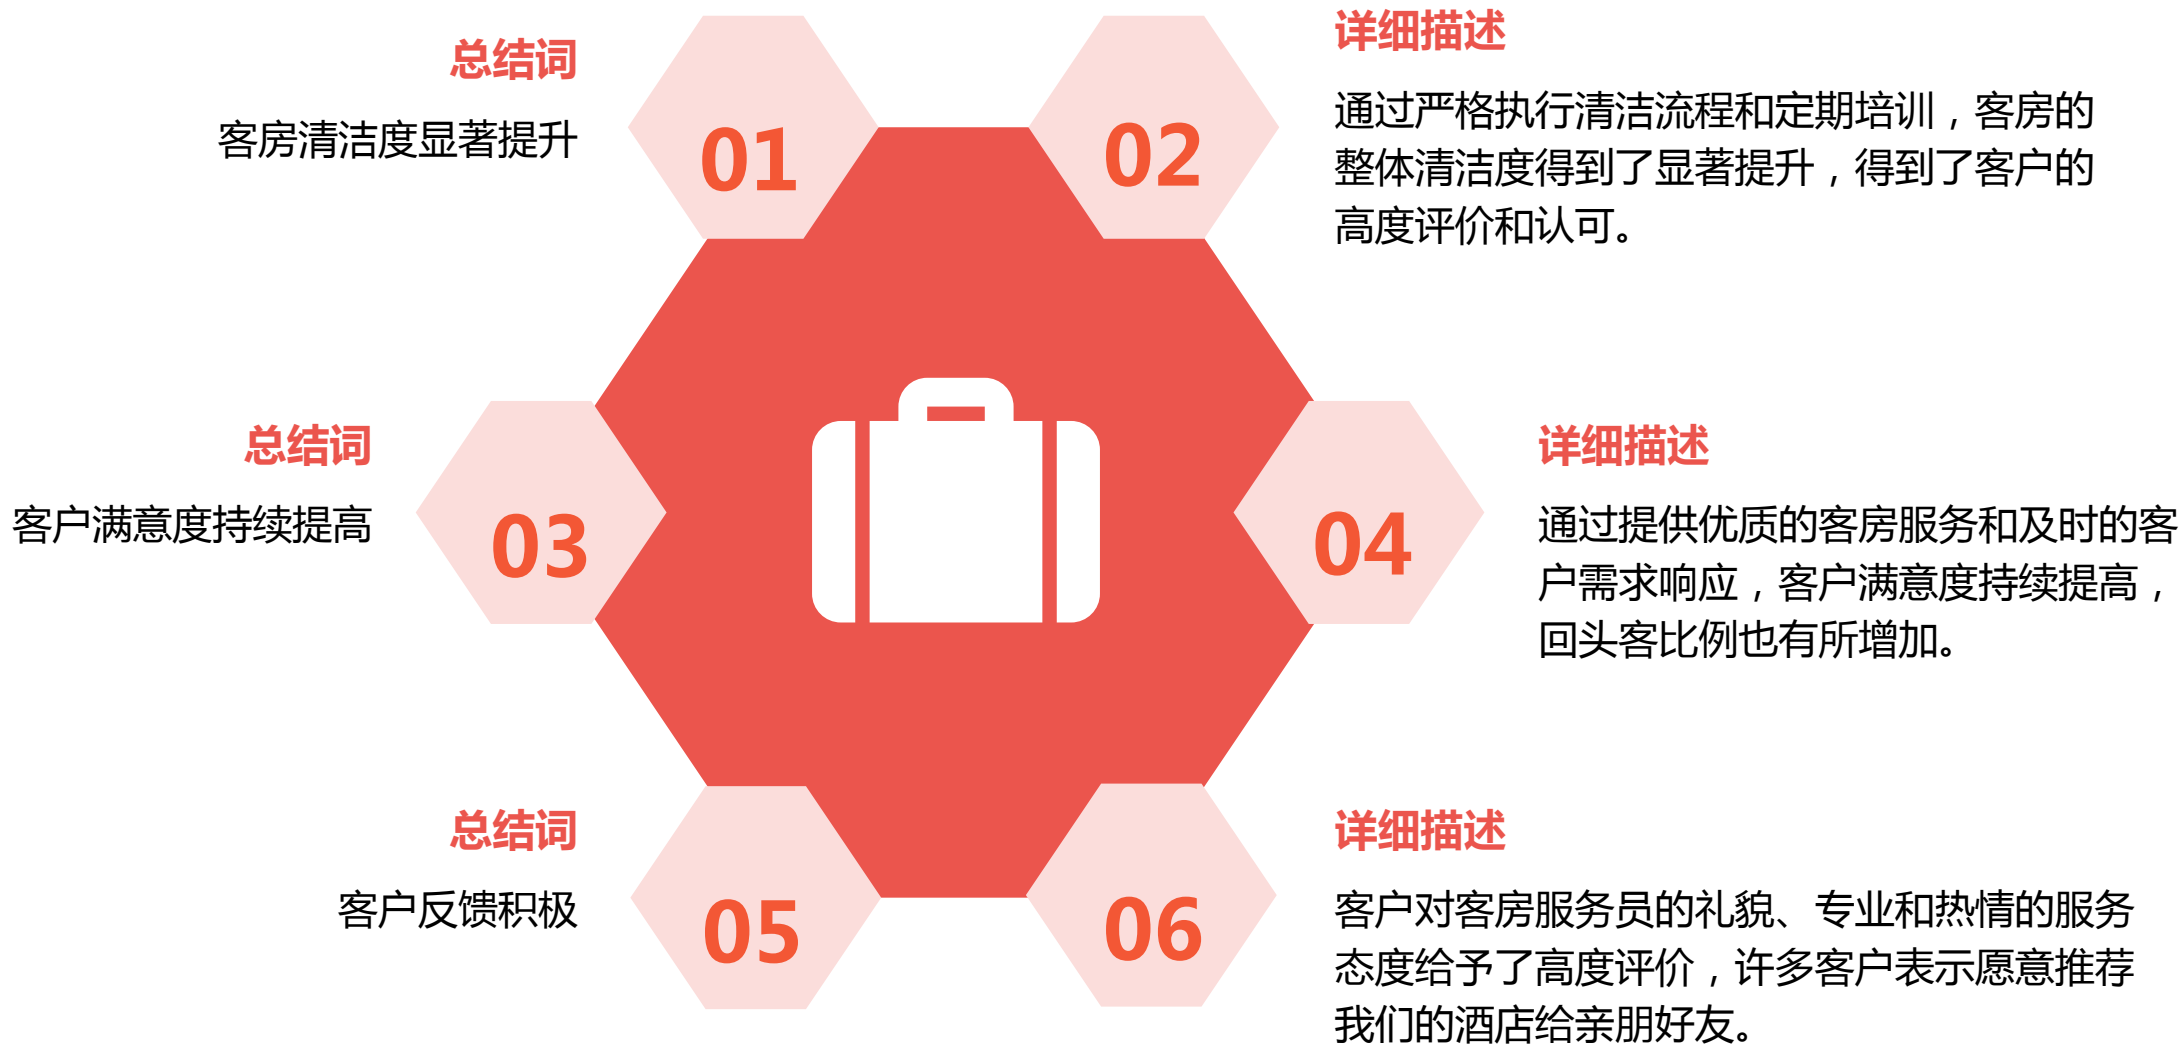 总结词
客房清洁度显著提升
01
02
详细描述
通过严格执行清洁流程和定期培训，客房的
整体清洁度得到了显著提升，得到了客户的
高度评价和认可。
总结词
客户满意度持续提高
03
04
详细描述
通过提供优质的客房服务和及时的客
户需求响应，客户满意度持续提高，
回头客比例也有所增加。
总结词
客户反馈积极
05
06
详细描述
客户对客房服务员的礼貌、专业和热情的服务
态度给予了高度评价，许多客户表示愿意推荐
我们的酒店给亲朋好友。